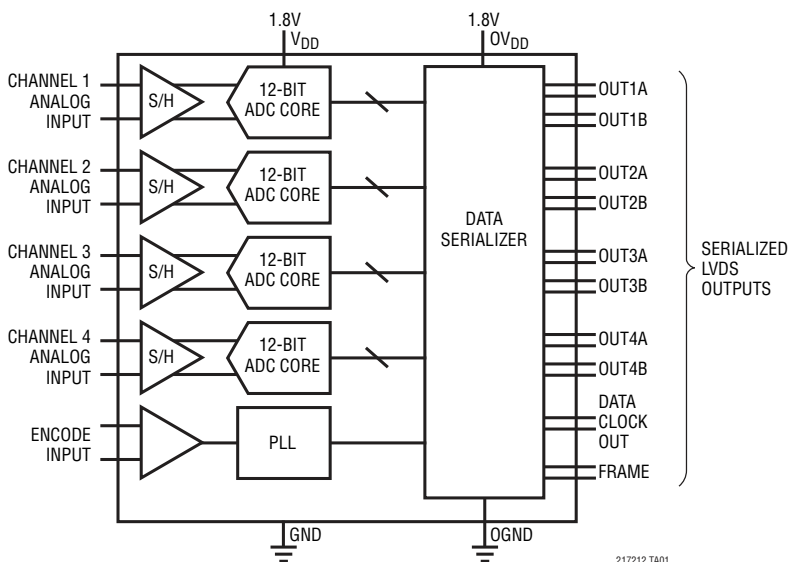 1.8V
VDD
1.8V
OVDD
CHANNEL 1
ANALOG
INPUT
S/H
12-BIT
ADC CORE
CHANNEL 2
ANALOG
INPUT
S/H
12-BIT
ADC CORE
CHANNEL 3
ANALOG
INPUT
S/H
12-BIT
ADC CORE
CHANNEL 4
ANALOG
INPUT
S/H
12-BIT
ADC CORE
ENCODE
INPUT
PLL
DATA
SERIALIZER
OUT1A
OUT1B
OUT2A
OUT2B
OUT3A
OUT3B
OUT4A
OUT4B
DATA
CLOCK
OUT
FRAME
SERIALIZED
LVDS
OUTPUTS
GND
OGND
217212 TA01